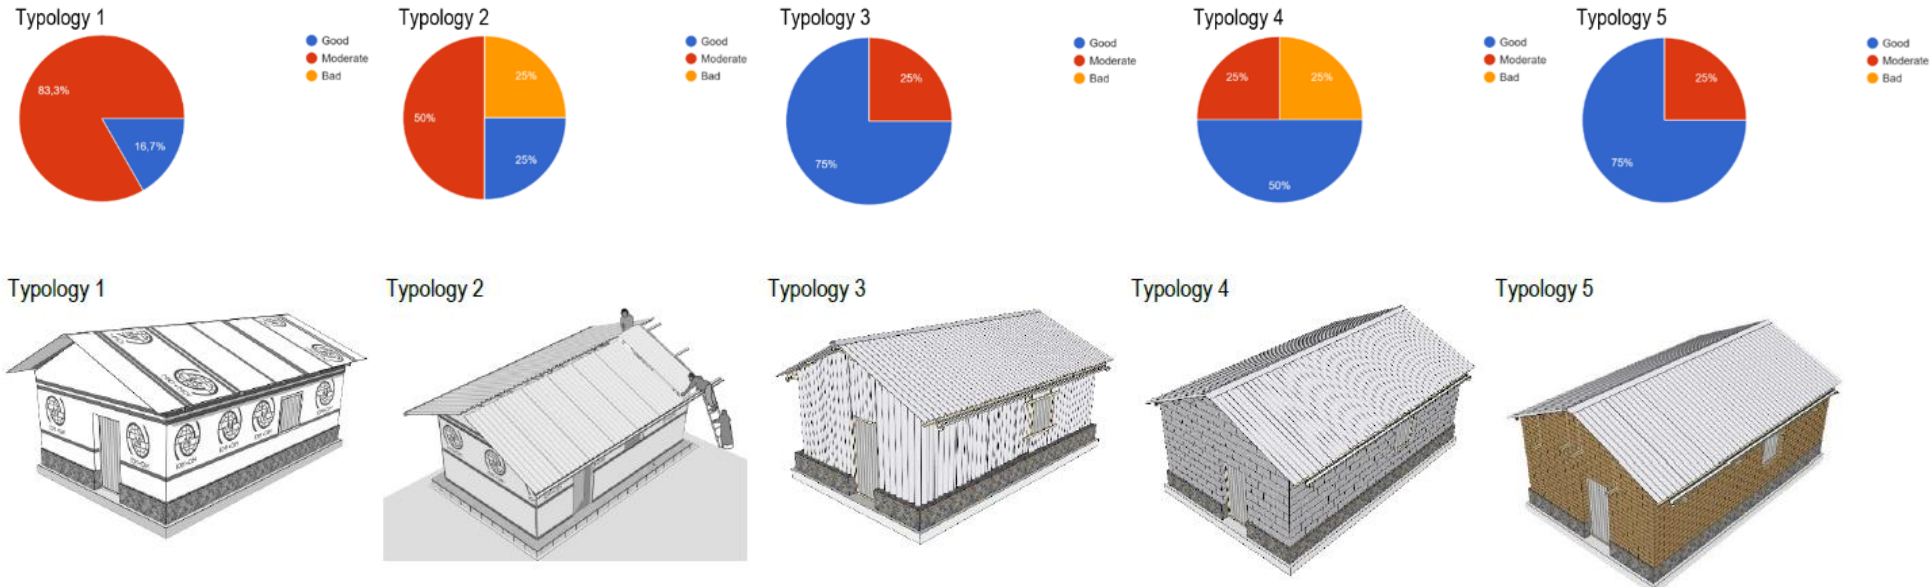 Typology 1
Good
Moderate
Bad
83,3%
16,7%
Typology 2
Good
Moderate
Bad
25%
50%
25%
Typology 3
Good
Moderate
Bad
25%
75%
Typology 4
Good
Moderate
Bad
25%
25%
50%
Typology 5
Good
Moderate
Bad
25%
75%
Typology 1
Typology 2
Typology 3
Typology 4
Typology 5